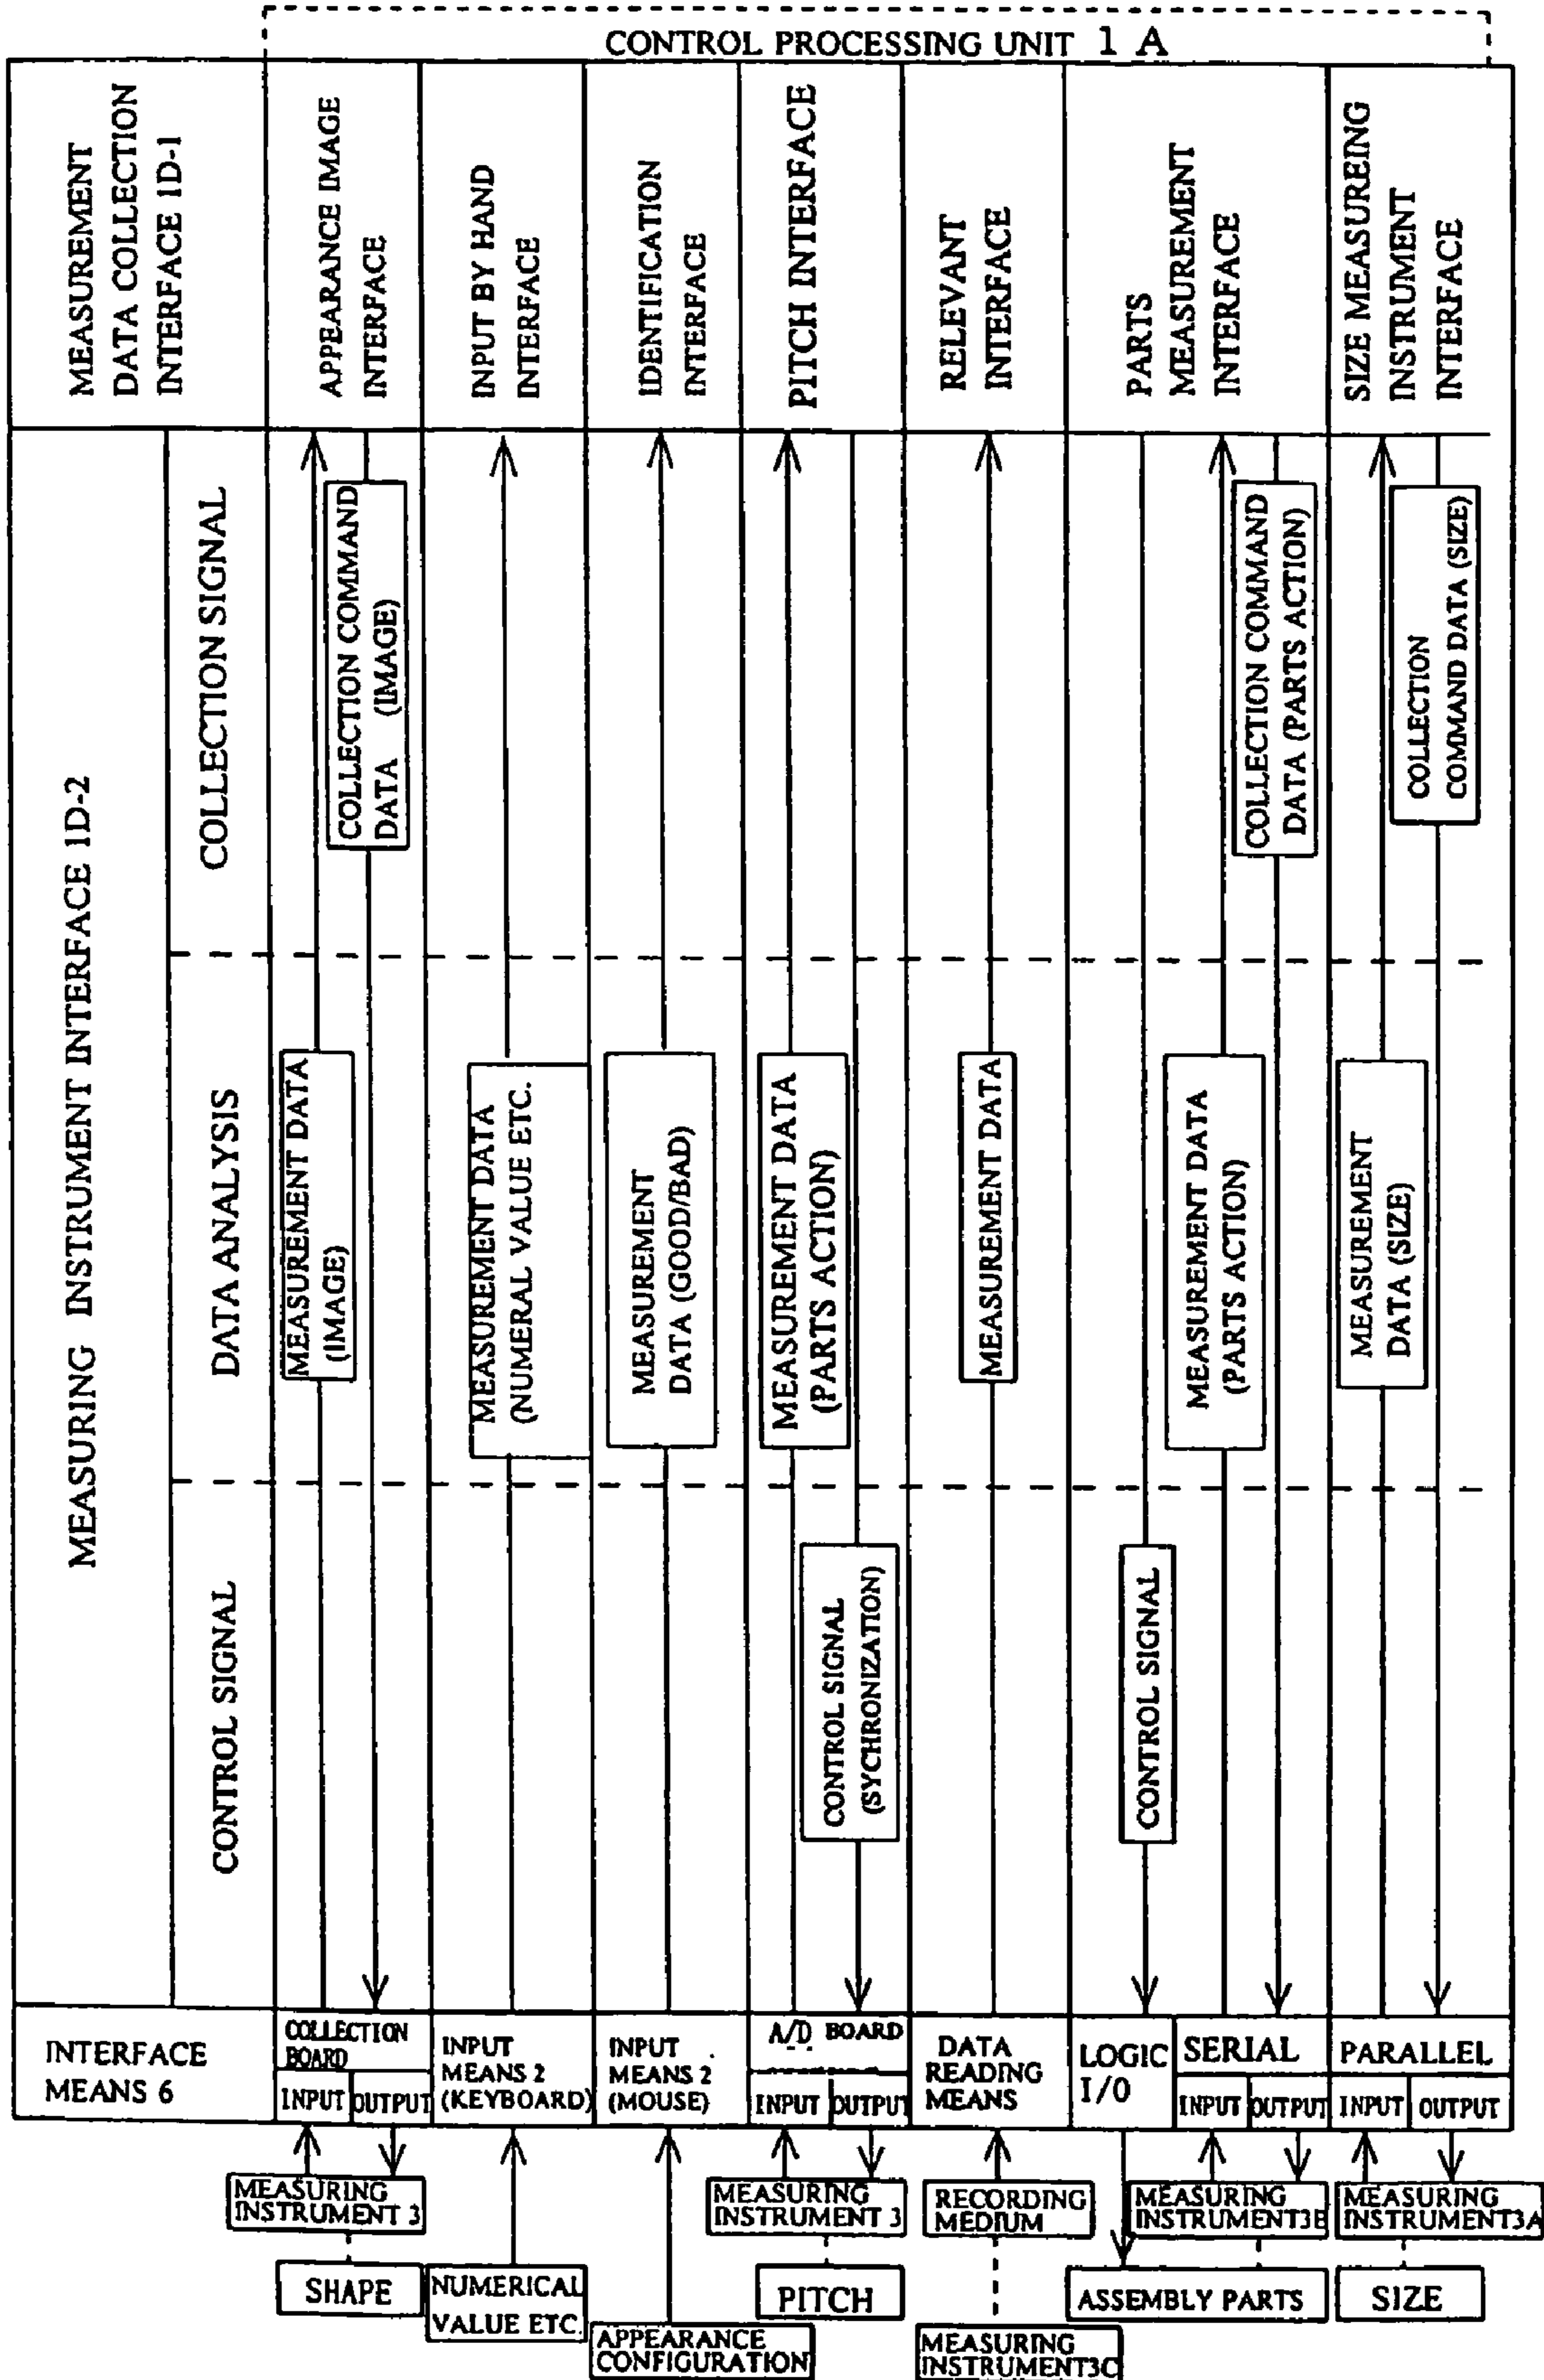 CONTROL PROCESSING UNIT 1 A
MEASUREMENT
DATA COLLECTION
INTERFACE 1D-1
APPEARANCE IMAGE
INTERFACE
INPUT BY HAND
INTERFACE
IDENTIFICATION
INTERFACE
PITCH INTERFACE
RELEVANT
INTERFACE
PARTS
MEASUREMENT
INTERFACE
SIZE MEASUREING
INSTRUMENT
INTERFACE
MEASURING INSTRUMENT INTERFACE 1D-2
COLLECTION SIGNAL
COLLECTION COMMAND
DATA (IMAGE)
COLLECTION COMMAND
DATA (PARTS ACTION)
COLLECTION
COMMAND DATA (SIZE)
DATA ANALYSIS
MEASUREMENT DATA
(IMAGE)
MEASUREMENT DATA
(NUMERAL VALUE ETC.
MEASUREMENT
DATA (GOOD/BAD)
MEASUREMENT DATA
(PARTS ACTION)
MEASUREMENT DATA
MEASUREMENT DATA
(PARTS ACTION)
MEASUREMENT
DATA (SIZE)
CONTROL SIGNAL
CONTROL SIGNAL
(SYCHRONIZATION)
CONTROL SIGNAL
INTERFACE
MEANS 6
COLLECTION
BOARD
INPUT
OUTPUT
INPUT
MEANS 2
(KEYBOARD)
INPUT
MEANS 2
(MOUSE)
A/D BOARD
INPUT
OUTPUT
DATA
READING
MEANS
LOGIC
I/O
SERIAL
INPUT
OUTPUT
PARALLEL
INPUT
OUTPUT
MEASURING
INSTRUMENT 3
MEASURING
INSTRUMENT 3
RECORDING
MEDIUM
MEASURING
INSTRUMENT3B
MEASURING
INSTRUMENT3A
SHAPE
NUMERICAL
VALUE ETC.
PITCH
ASSEMBLY PARTS
SIZE
APPEARANCE
CONFIGURATION
MEASURING
INSTRUMENT3C